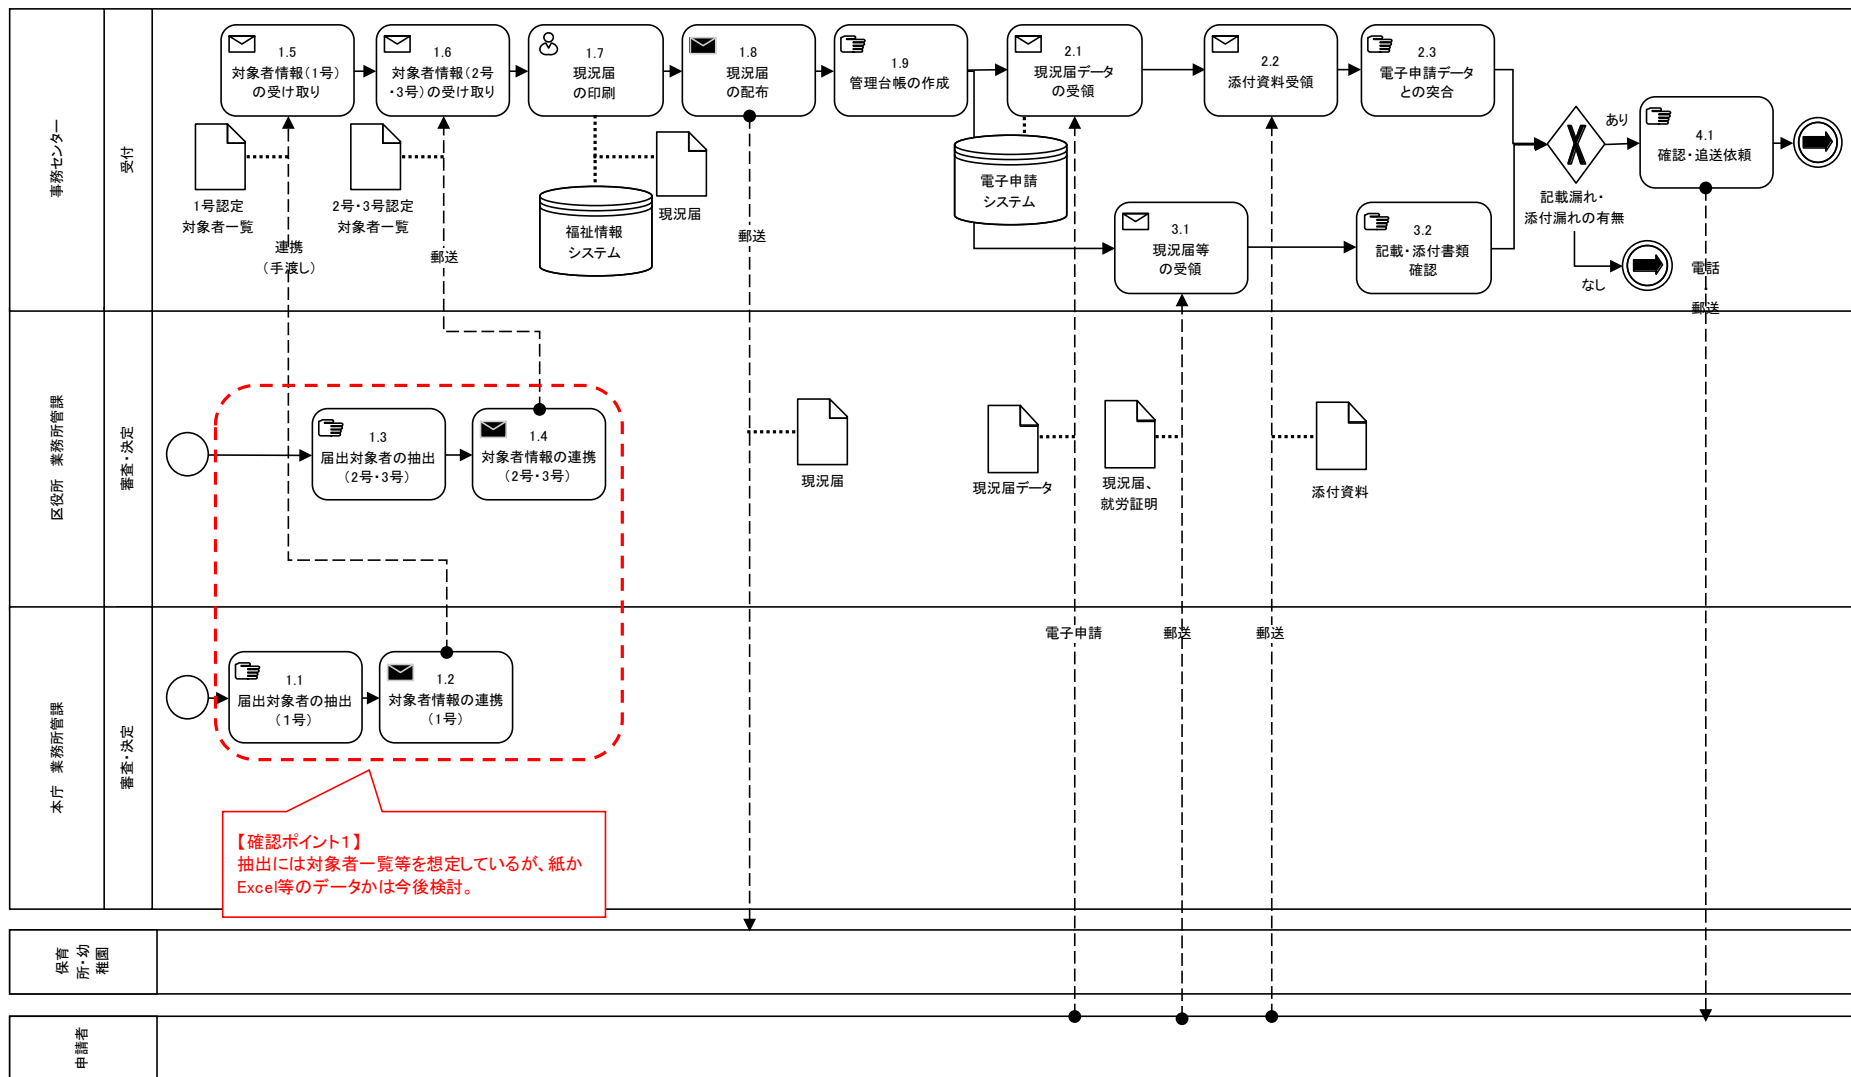 事務センター
受付
1.5
対象者情報(1号)
の受け取り
1.6
対象者情報(2号
・3号)の受け取り
1.7
現況届
の印刷
1.8
現況届
の配布
1.9
管理台帳の作成
2.1
現況届データ
の受領
2.2
添付資料受領
2.3
電子申請データ
との突合
あり
4.1
確認・追送依頼
記載漏れ・
添付漏れの有無
なし
1号認定
対象者一覧
2号・3号認定
対象者一覧
現況届
福祉情報
システム
電子申請
システム
3.1
現況届等
の受領
3.2
記載・添付書類
確認
連携
(手渡し)
郵送
郵送
電話
・
郵送
区役所 業務所管課
審査・決定
1.3
届出対象者の抽出
(2号・3号)
1.4
対象者情報の連携
(2号・3号)
現況届
現況届データ
現況届、
就労証明
添付資料
本庁 業務所管課
審査・決定
1.1
届出対象者の抽出
(1号)
1.2
対象者情報の連携
(1号)
電子申請
郵送
郵送
【確認ポイント1】
抽出には対象者一覧等を想定しているが、紙か
Excel等のデータかは今後検討。
保育
所・幼
稚園
申請者